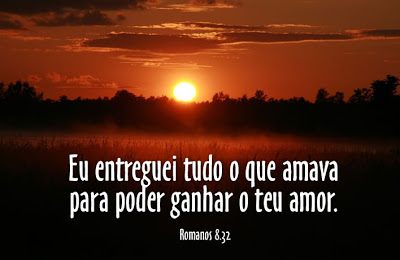 Eu entreguei tudo o que amava
para poder ganhar o teu amor.
Romanos 8.32